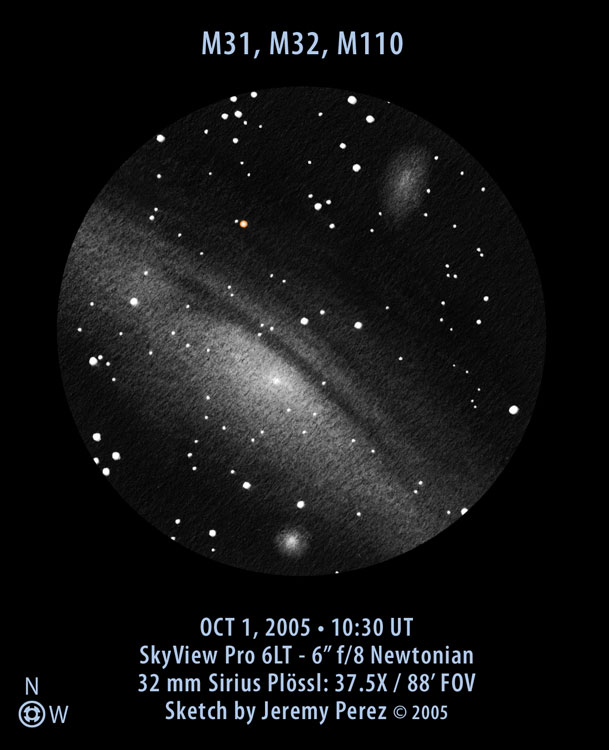 M31, M32, M110
OCT 1, 2005 • 10:30 UT
SkyView Pro 6LT - 6” f/8 Newtonian
32 mm Sirius Plössl: 37.5X / 88’ FOV
Sketch by Jeremy Perez © 2005
N
W